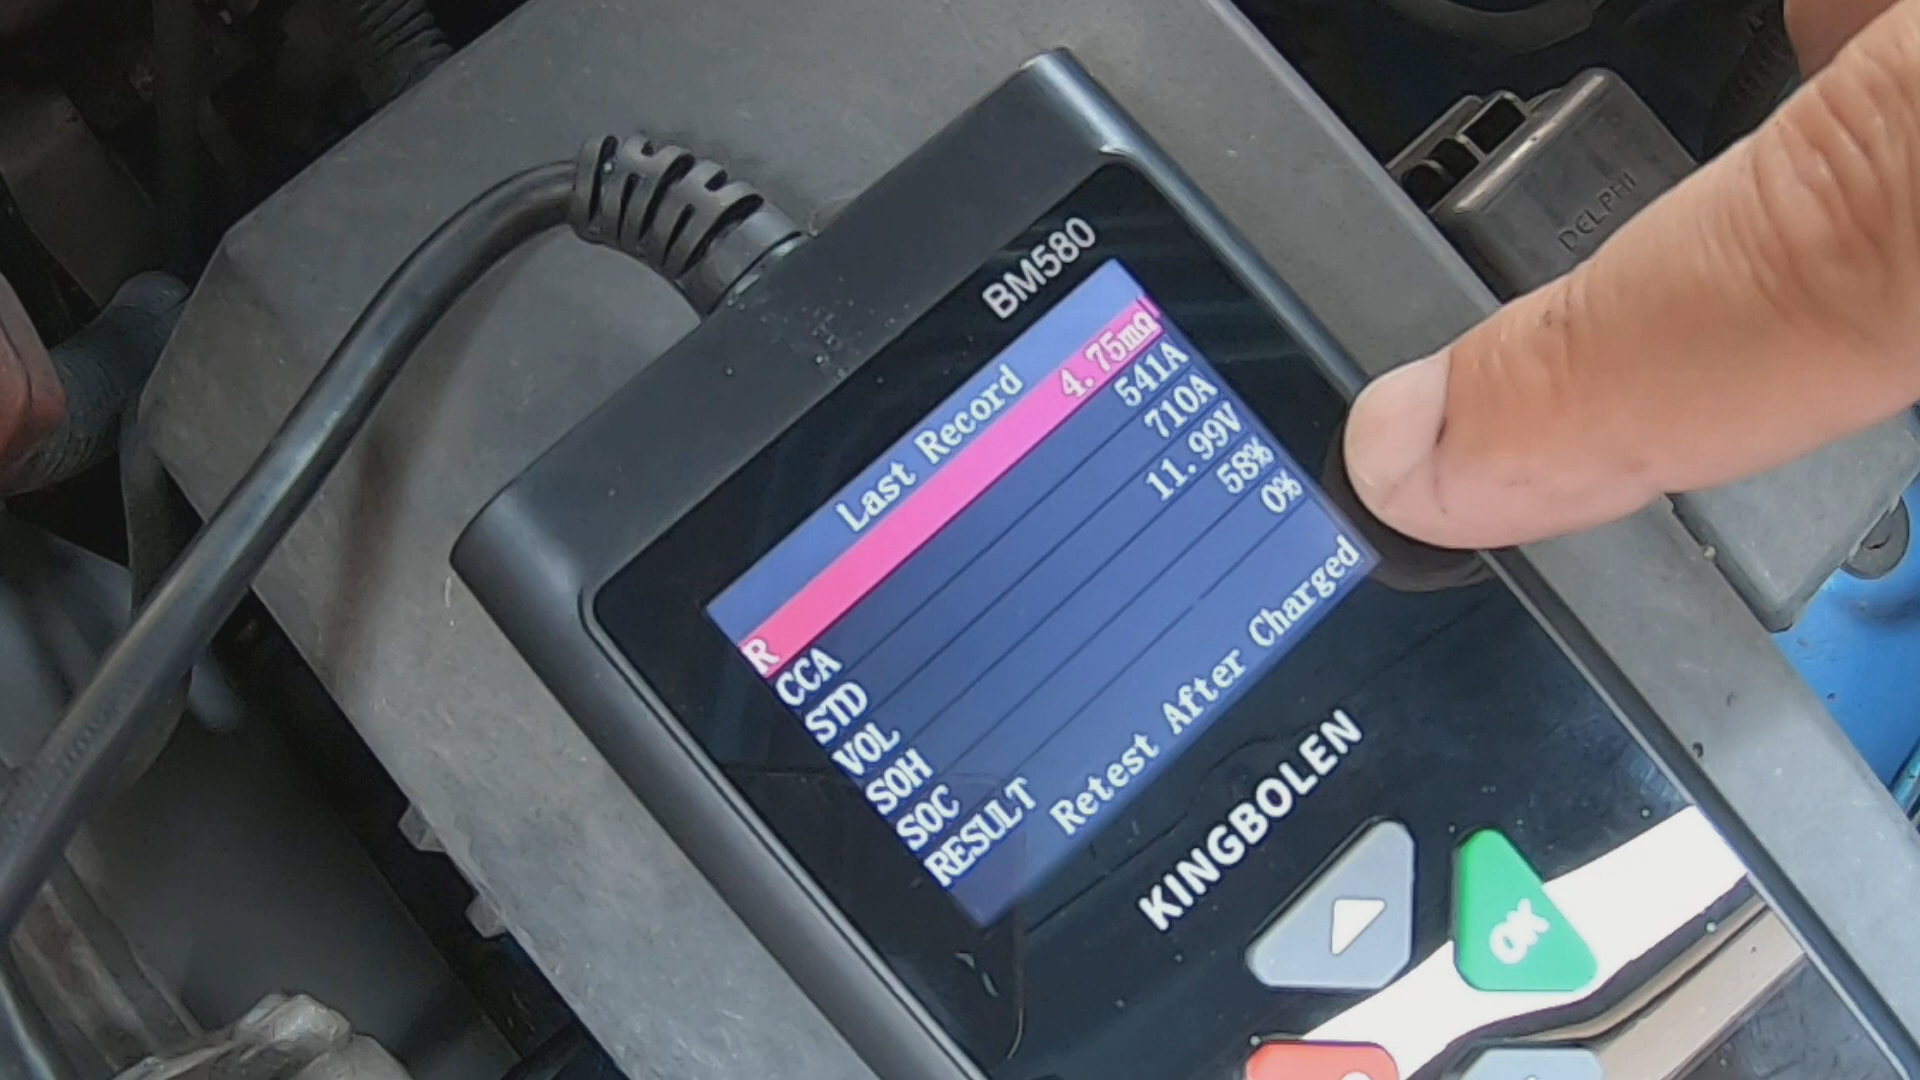 BM580
Last Record
R 4.75mΩ
CCA 541A
STD 710A
VOL 11.99V
SOH 58%
SOC 0%
RESULT Retest After Charged
KINGBOLEN
OK
DELPHI